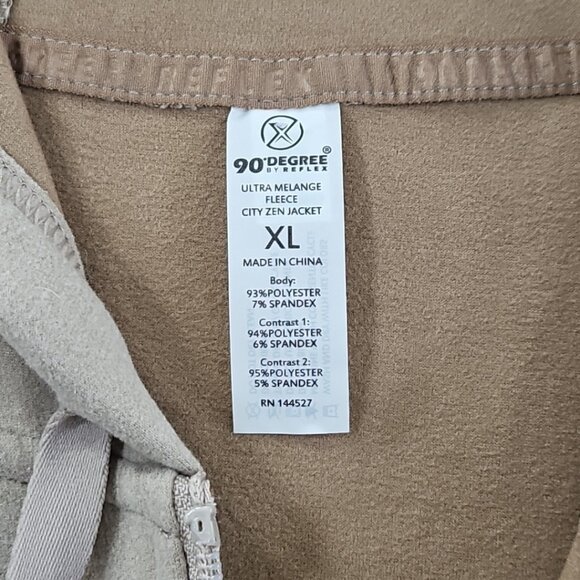 REFLEX
90°DEGREE®
BY REFLEX
ULTRA MELANGE
FLEECE
CITY ZEN JACKET
XL
MADE IN CHINA
Body:
93%POLYESTER
7% SPANDEX
Contrast 1:
94%POLYESTER
6% SPANDEX
Contrast 2:
95%POLYESTER
5% SPANDEX
RN 144527